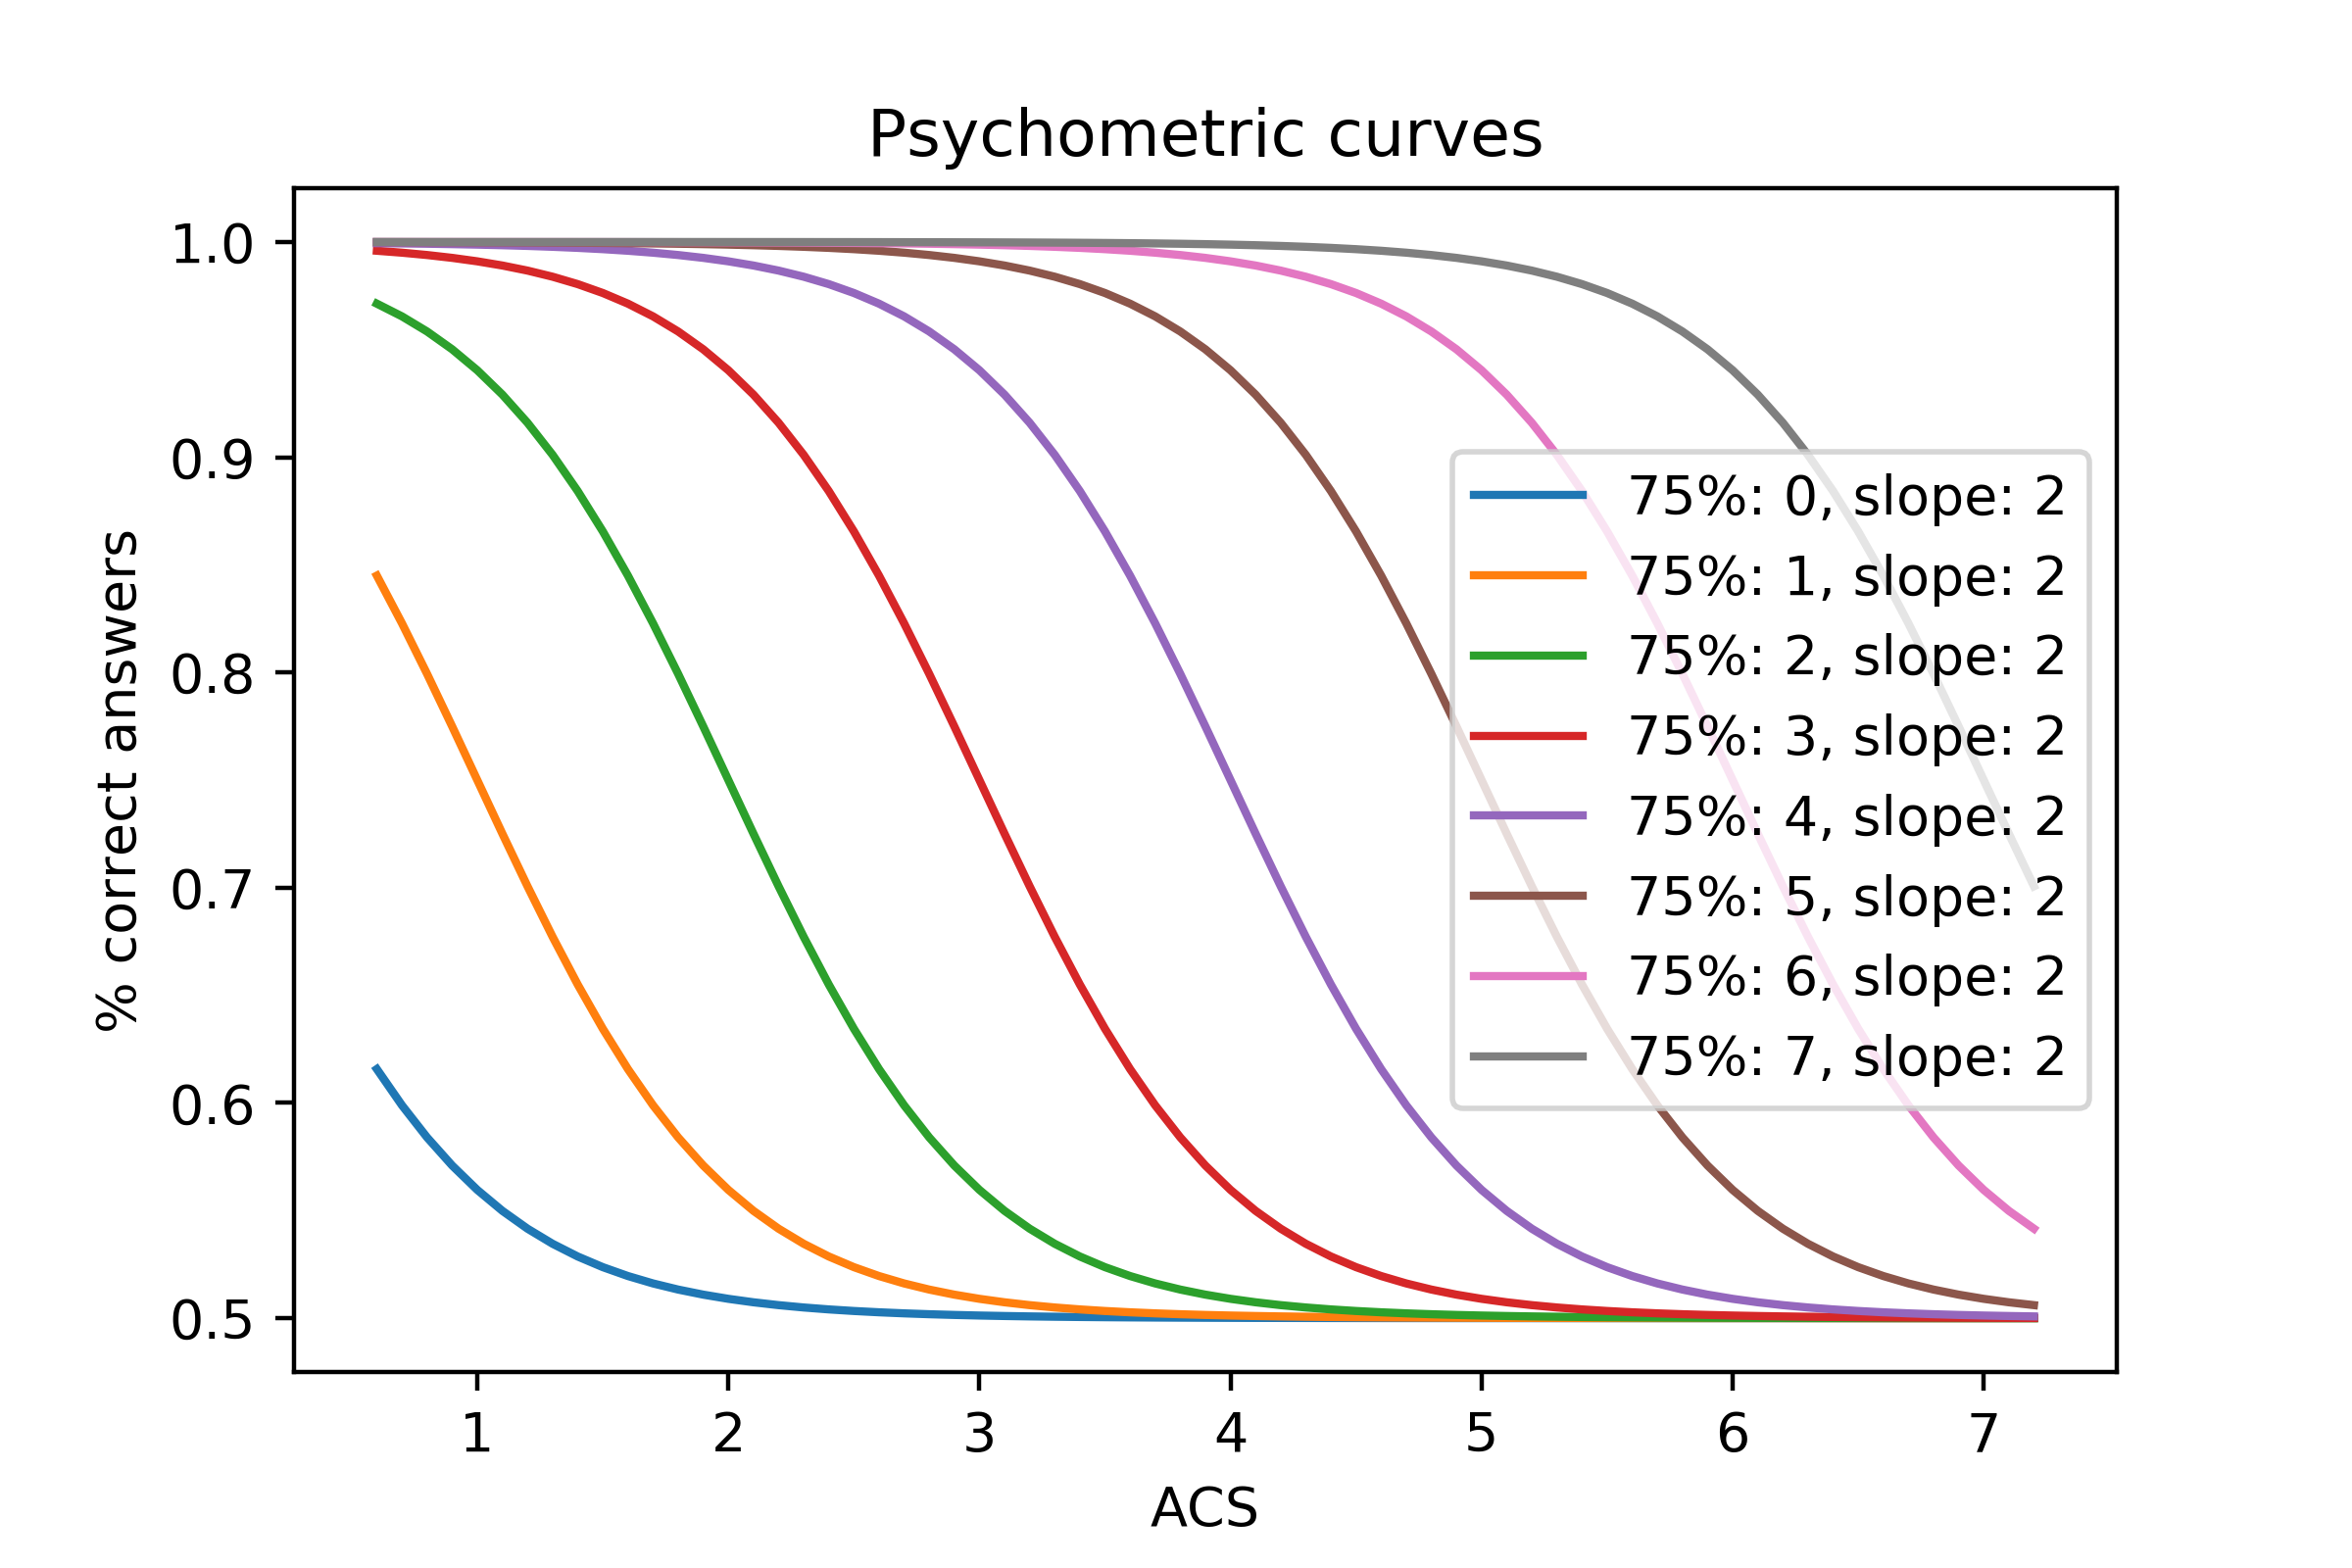 Psychometric curves
1.0
0.9
0.8
0.7
0.6
0.5
% correct answers
75%: 0, slope: 2
75%: 1, slope: 2
75%: 2, slope: 2
75%: 3, slope: 2
75%: 4, slope: 2
75%: 5, slope: 2
75%: 6, slope: 2
75%: 7, slope: 2
1 2 3 4 5 6 7
ACS